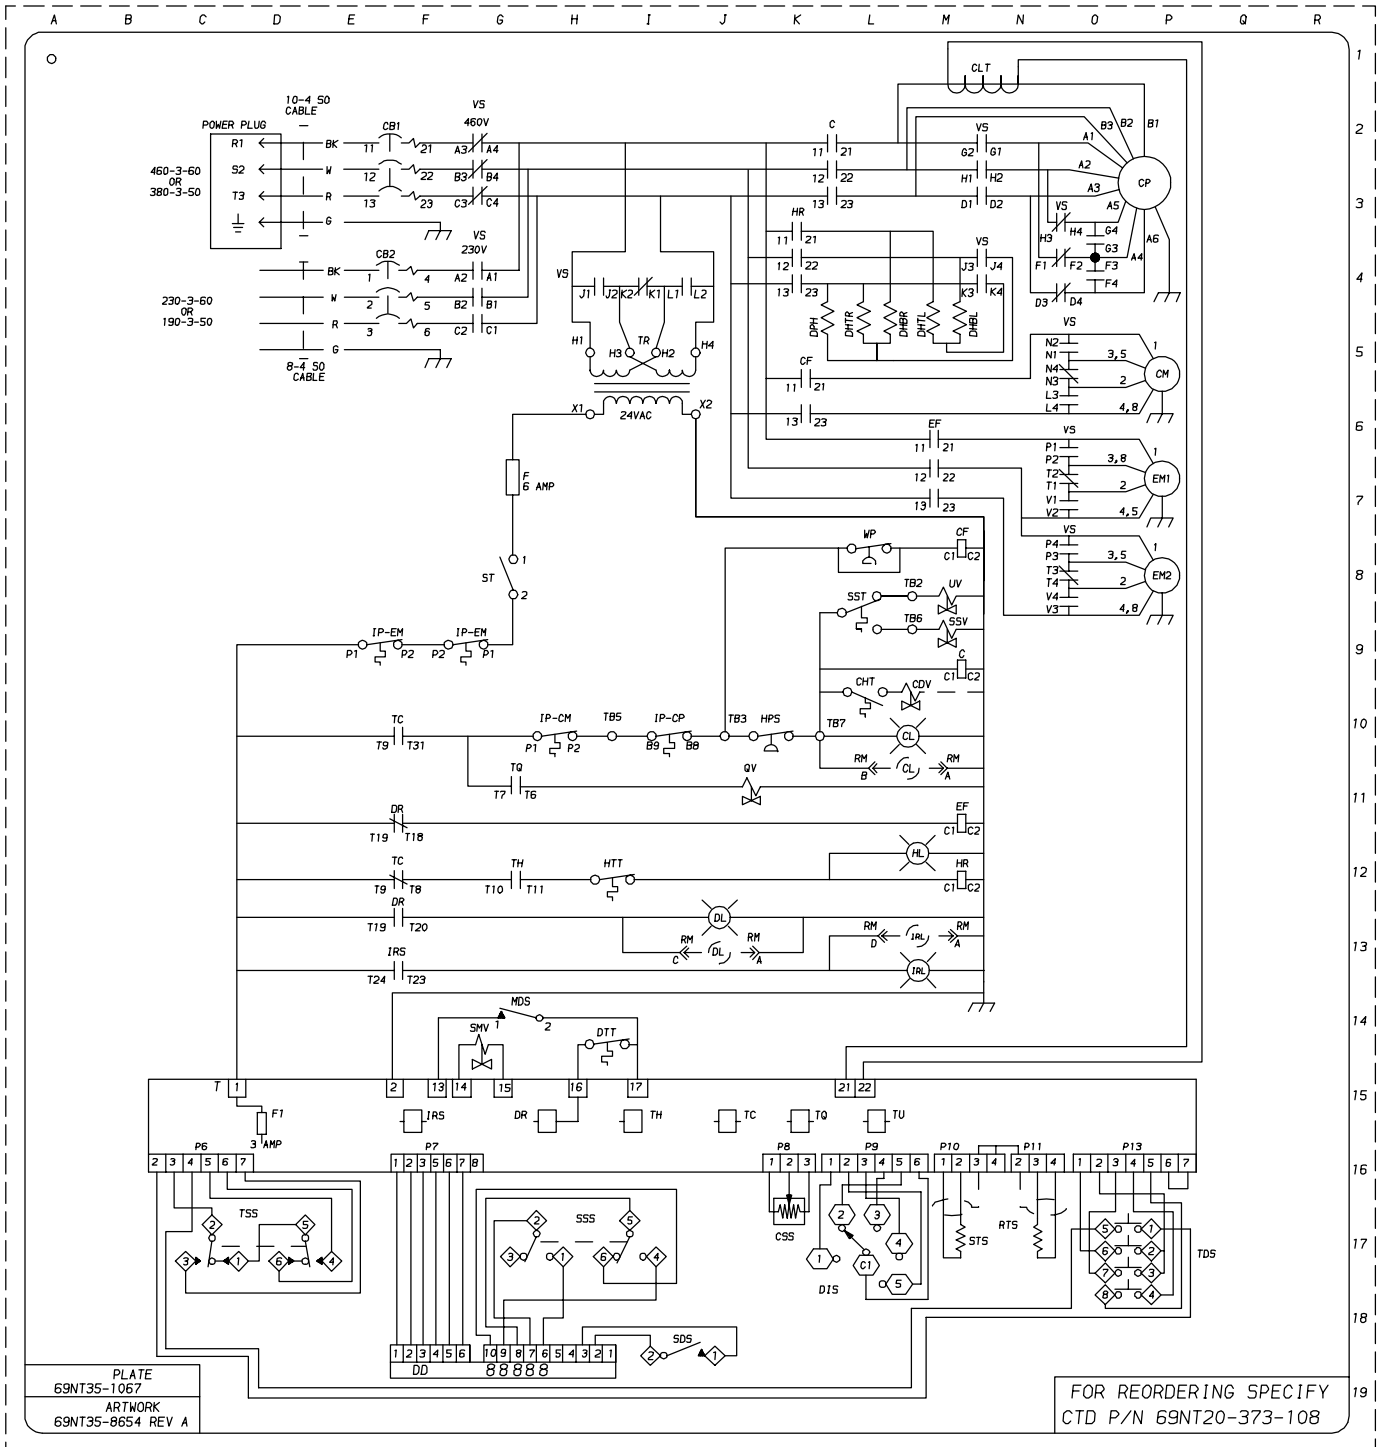 A B C D E F G H I J K L M N O P Q R
1
CLT
10-4 SO
CABLE
VS
460V
POWER PLUG
CB1
C
VS
B3 B2 B1
2
R1 BK 11 21 A3 A4 11 21 G2 G1 A1
460-3-60
OR
380-3-50
S2 W 12 22 B3 B4 12 22 H1 H2 A2 CP
T3 R 13 23 C3 C4 13 23 D1 D2 A3
3
G
HR
11 21
VS
H3 H4 G4 A5 A6
VS
230V
CB2
BK 1 4 A2 A1
12 22
VS
J3 J4
F1 F2 G3 F3 A4
4
VS
J1 J2 K2 K1 L1 L2
13 23 K3 K4
F4
D3 D4
230-3-60
OR
190-3-50
W 2 5 B2 B1
R 3 6 C2 C1
DPH DHTR DHBR DHTL DHBL
G
8-4 SO
CABLE
H1 H3 TR H2 H4
5
VS
N2
N1 3,5 1
N4
N3 2 CM
L3
L4 4,8
CF
11 21
X1 24VAC X2
13 23
6
EF
11 21
VS
P1
P2 3,8 1
T2
T1 2 EM1
V1
V2 4,5
12 22
13 23
7
F
6 AMP
WP
CF
C1 C2
VS
P4
P3 3,5 1
T3
T4 2 EM2
V4
V3 4,8
8
ST 1
2
SST TB2 UV
TB6 SSV
IP-EM IP-EM
P1 P2 P2 P1
9
C
C1 C2
CHT CDV
TC
T9 T31
IP-CM
P1 P2
TB5
IP-CP
B9 B8
TB3 HPS TB7
CL
10
RM
B
CL
RM
A
TQ
T7 T6
QV
11
DR
T19 T18
EF
C1 C2
HL
TC
T9 T8
TH
T10 T11
HTT
HR
C1 C2
12
DR
T19 T20
DL
RM
C
DL
RM
A
RM
D
IRL
RM
A
13
IRS
T24 T23
IRL
MDS
1 2
14
SMV
DTT
T 1 2 13 14 15 16 17 21 22
15
F1
3 AMP
IRS DR TH TC TQ TU
P6 P7 P8 P9 P10 P11 P13
2 3 4 5 6 7
1 2 3 4 5 6 7 8
1 2 3
1 2 3 4 5 6
1 2 3 4
2 3 4
1 2 3 4 5 6 7
16
TSS
2 5
3 1 6 4
SSS
2 5
3 1 6 4
CSS
2 3
4
1 C1
5
DIS
STS
RTS
5 1
6 2
7 3
8 4
TDS
17
18
1 2 3 4 5 6
10 9 8 7 6 5 4 3 2 1
DD 8 8 8 8 8
SDS
2 1
PLATE
69NT35-1067
ARTWORK
69NT35-8654 REV A
FOR REORDERING SPECIFY
CTD P/N 69NT20-373-108
19